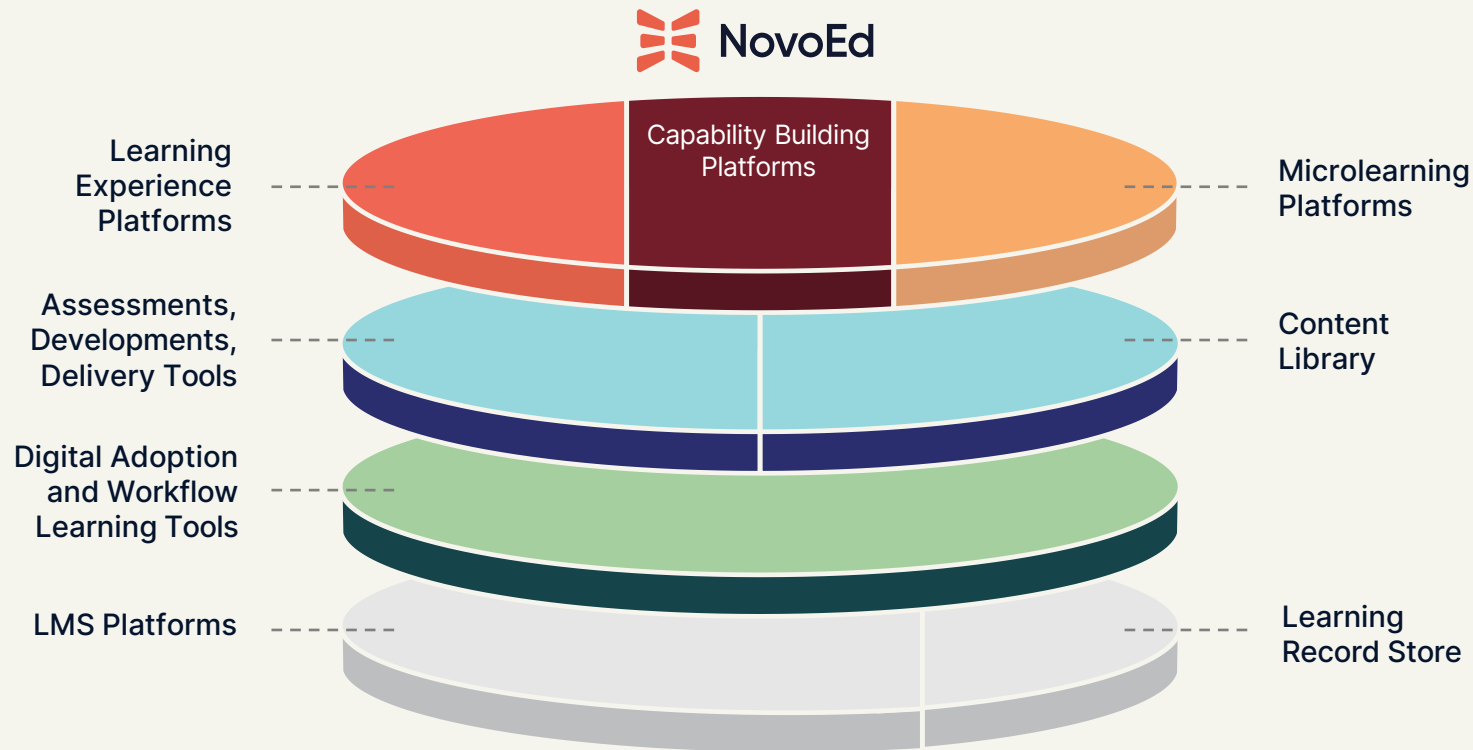 NovoEd
Capability Building
Platforms
Learning
Experience
Platforms
Microlearning
Platforms
Assessments,
Developments,
Delivery Tools
Content
Library
Digital Adoption
and Workflow
Learning Tools
LMS Platforms
Learning
Record Store